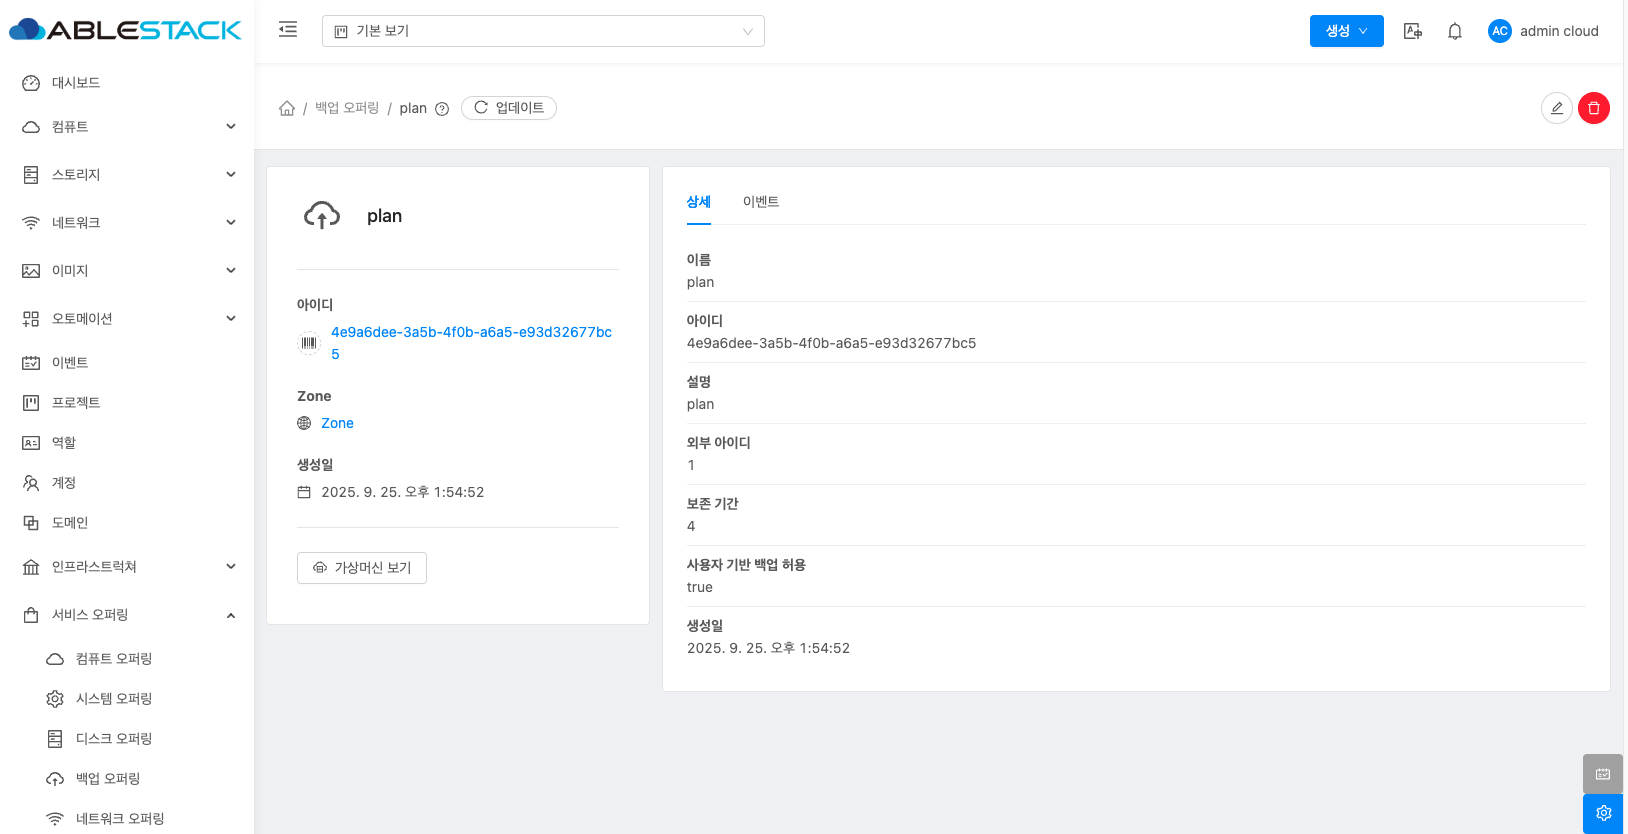 ABLESTACK
대시보드
컴퓨트
스토리지
네트워크
이미지
오토메이션
이벤트
프로젝트
역할
계정
도메인
인프라스트럭쳐
서비스 오퍼링
컴퓨트 오퍼링
시스템 오퍼링
디스크 오퍼링
백업 오퍼링
네트워크 오퍼링
기본 보기
생성
AC admin cloud
/ 백업 오퍼링 / plan 업데이트
plan
아이디
4e9a6dee-3a5b-4f0b-a6a5-e93d32677bc
5
Zone
Zone
생성일
2025. 9. 25. 오후 1:54:52
가상머신 보기
상세 이벤트
이름
plan
아이디
4e9a6dee-3a5b-4f0b-a6a5-e93d32677bc5
설명
plan
외부 아이디
1
보존 기간
4
사용자 기반 백업 허용
true
생성일
2025. 9. 25. 오후 1:54:52